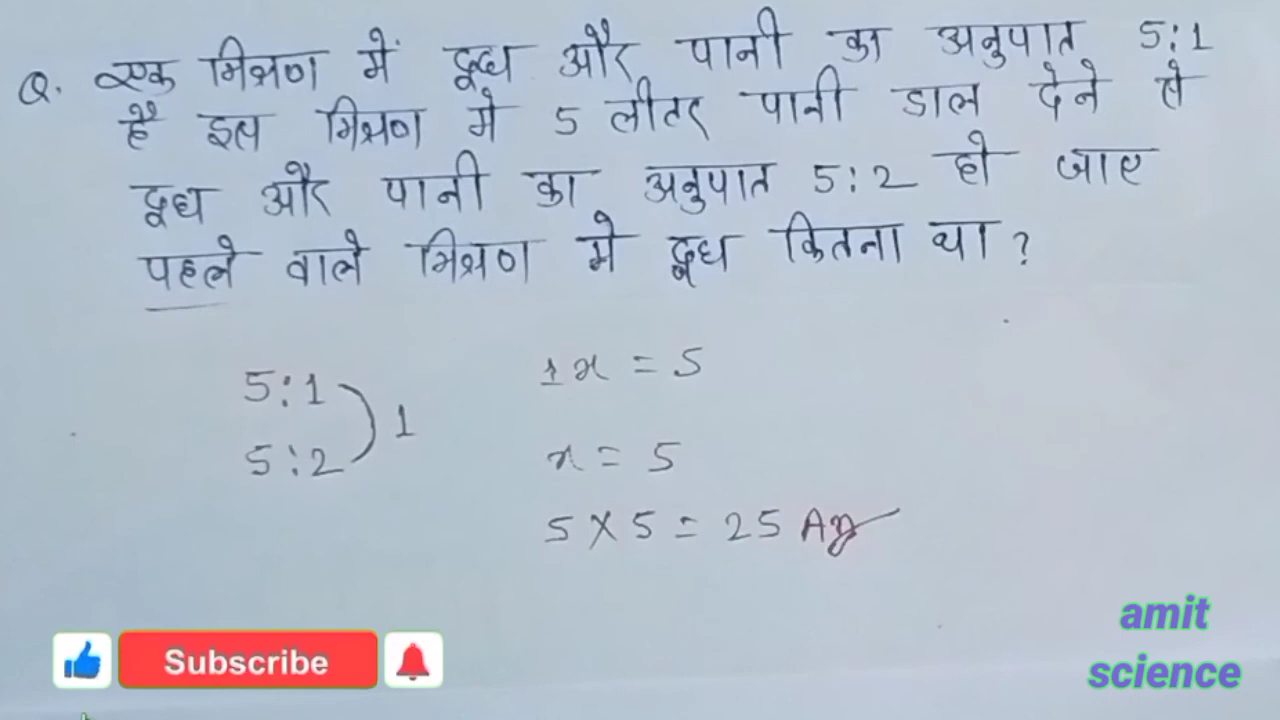 Q. एक मिश्रण में दूध और पानी का अनुपात 5:1
है इस मिश्रण मे 5 लीटर पानी डाल देने से
दूध और पानी का अनुपात 5:2 हो जाए
पहले वाले मिश्रण मे दूध कितना था ?
5:1
5:2
1
1x = 5
x = 5
5 × 5 = 25 Ans
Subscribe
amit
science